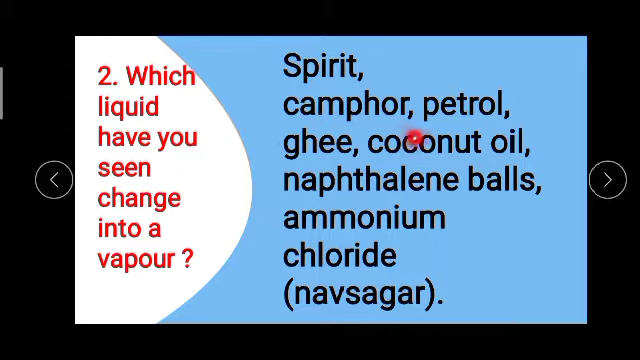 2. Which
liquid
have you
seen
change
into a
vapour ?
Spirit,
camphor, petrol,
ghee, coconut oil,
naphthalene balls,
ammonium
chloride
(navsagar).